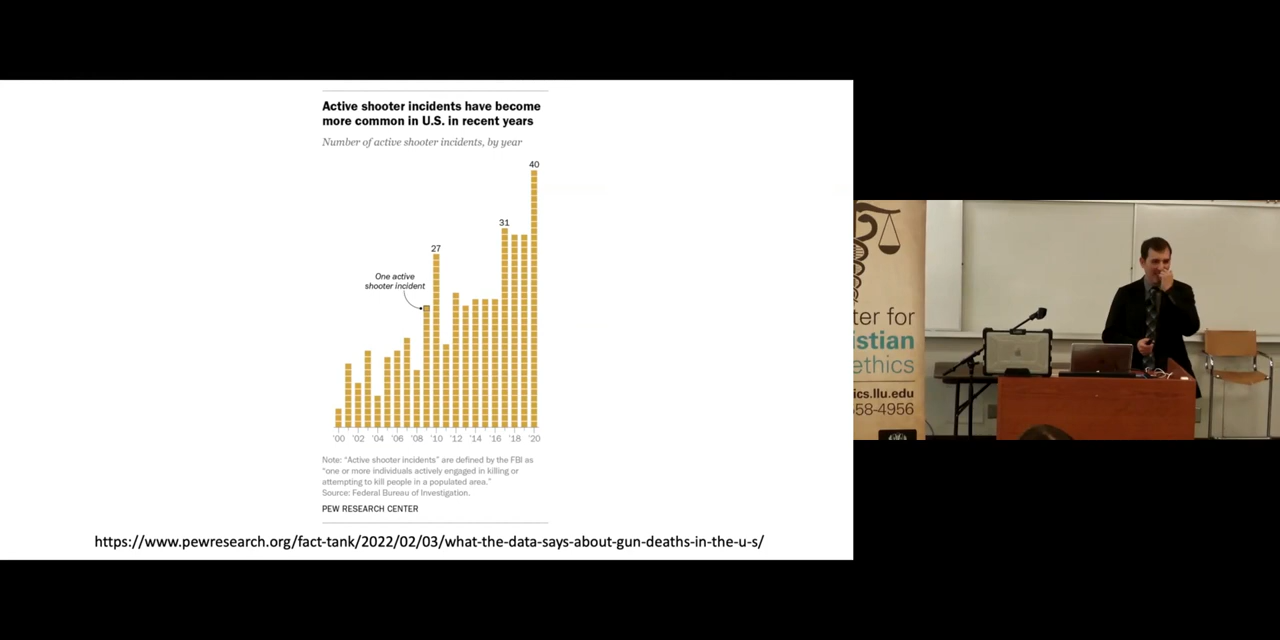 Active shooter incidents have become
more common in U.S. in recent years
Number of active shooter incidents, by year
40
31
27
One active
shooter incident
'00 '02 '04 '06 '08 '10 '12 '14 '16 '18 '20
Note: “Active shooter incidents” are defined by the FBI as
“one or more individuals actively engaged in killing or
attempting to kill people in a populated area.”
Source: Federal Bureau of Investigation.
PEW RESEARCH CENTER
https://www.pewresearch.org/fact-tank/2022/02/03/what-the-data-says-about-gun-deaths-in-the-u-s/
ter for
istian
ethics
ics.llu.edu
58-4956